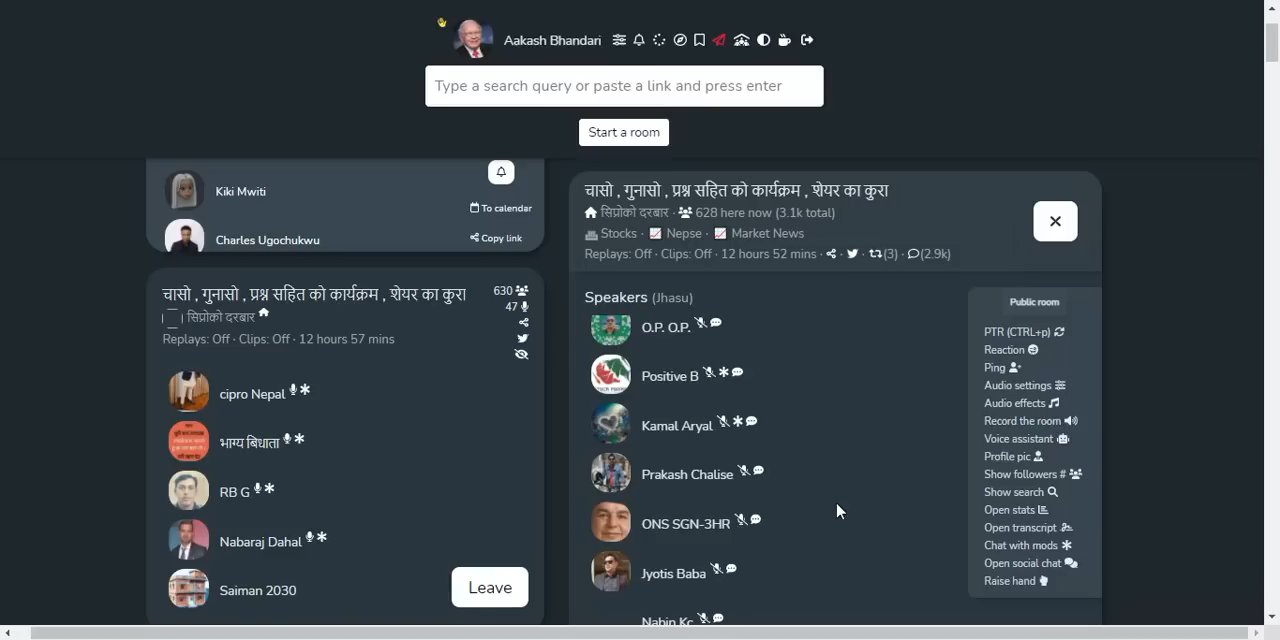 Aakash Bhandari
Type a search query or paste a link and press enter
Start a room
Kiki Mwiti
To calendar
Charles Ugochukwu
Copy link
चासो , गुनासो , प्रश्न सहित को कार्यक्रम , शेयर का कुरा
630
47
सिप्रोको दरबार
Replays: Off · Clips: Off · 12 hours 57 mins
cipro Nepal
भाग्य बिधाता
RB G
Nabaraj Dahal
Saiman 2030
Leave
चासो , गुनासो , प्रश्न सहित को कार्यक्रम , शेयर का कुरा
सिप्रोको दरबार · 628 here now (3.1k total)
Stocks · Nepse · Market News
Replays: Off · Clips: Off · 12 hours 52 mins · · · (3) · (2.9k)
Speakers (Jhasu)
O.P. O.P.
Positive B
Kamal Aryal
Prakash Chalise
ONS SGN-3HR
Jyotis Baba
Nabin Kc
Public room
PTR (CTRL+p)
Reaction
Ping
Audio settings
Audio effects
Record the room
Voice assistant
Profile pic
Show followers #
Show search
Open stats
Open transcript
Chat with mods
Open social chat
Raise hand